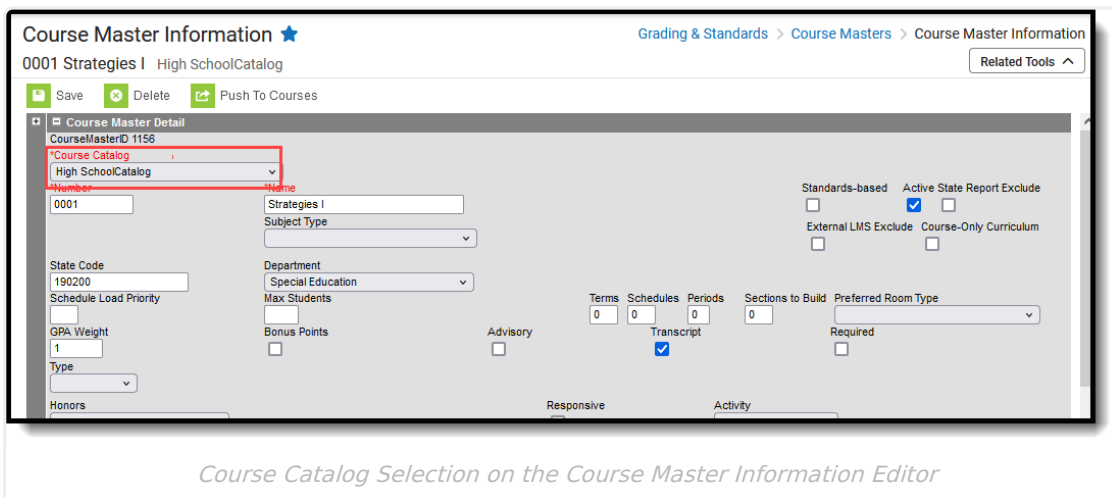 Course Master Information
Grading & Standards > Course Masters > Course Master Information
0001 Strategies I High SchoolCatalog
Related Tools
Save Delete Push To Courses
Course Master Detail
CourseMasterID 1156
*Course Catalog
High SchoolCatalog
*Number *Name Standards-based Active State Report Exclude
0001 Strategies I
Subject Type External LMS Exclude Course-Only Curriculum
State Code Department
190200 Special Education
Schedule Load Priority Max Students Terms Schedules Periods Sections to Build Preferred Room Type
0 0 0 0
GPA Weight Bonus Points Advisory Transcript Required
1
Type
Honors Responsive Activity
Course Catalog Selection on the Course Master Information Editor